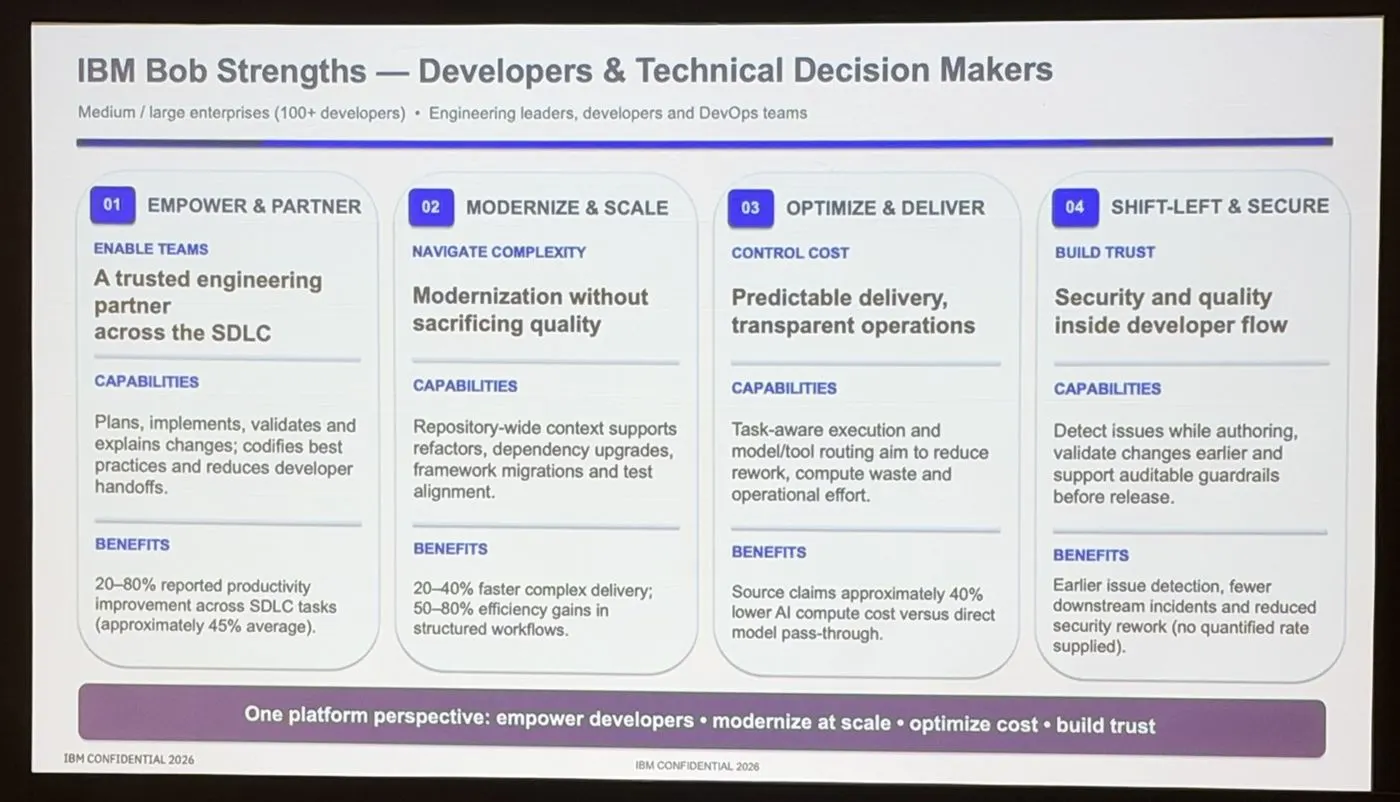 IBM Bob Strengths — Developers & Technical Decision Makers
Medium / large enterprises (100+ developers) • Engineering leaders, developers and DevOps teams
01 EMPOWER & PARTNER
ENABLE TEAMS
A trusted engineering
partner
across the SDLC
CAPABILITIES
Plans, implements, validates and
explains changes; codifies best
practices and reduces developer
handoffs.
BENEFITS
20–80% reported productivity
improvement across SDLC tasks
(approximately 45% average).
02 MODERNIZE & SCALE
NAVIGATE COMPLEXITY
Modernization without
sacrificing quality
CAPABILITIES
Repository-wide context supports
refactors, dependency upgrades,
framework migrations and test
alignment.
BENEFITS
20–40% faster complex delivery;
50–80% efficiency gains in
structured workflows.
03 OPTIMIZE & DELIVER
CONTROL COST
Predictable delivery,
transparent operations
CAPABILITIES
Task-aware execution and
model/tool routing aim to reduce
rework, compute waste and
operational effort.
BENEFITS
Source claims approximately 40%
lower AI compute cost versus direct
model pass-through.
04 SHIFT-LEFT & SECURE
BUILD TRUST
Security and quality
inside developer flow
CAPABILITIES
Detect issues while authoring,
validate changes earlier and
support auditable guardrails
before release.
BENEFITS
Earlier issue detection, fewer
downstream incidents and reduced
security rework (no quantified rate
supplied).
One platform perspective: empower developers • modernize at scale • optimize cost • build trust
IBM CONFIDENTIAL 2026
IBM CONFIDENTIAL 2026